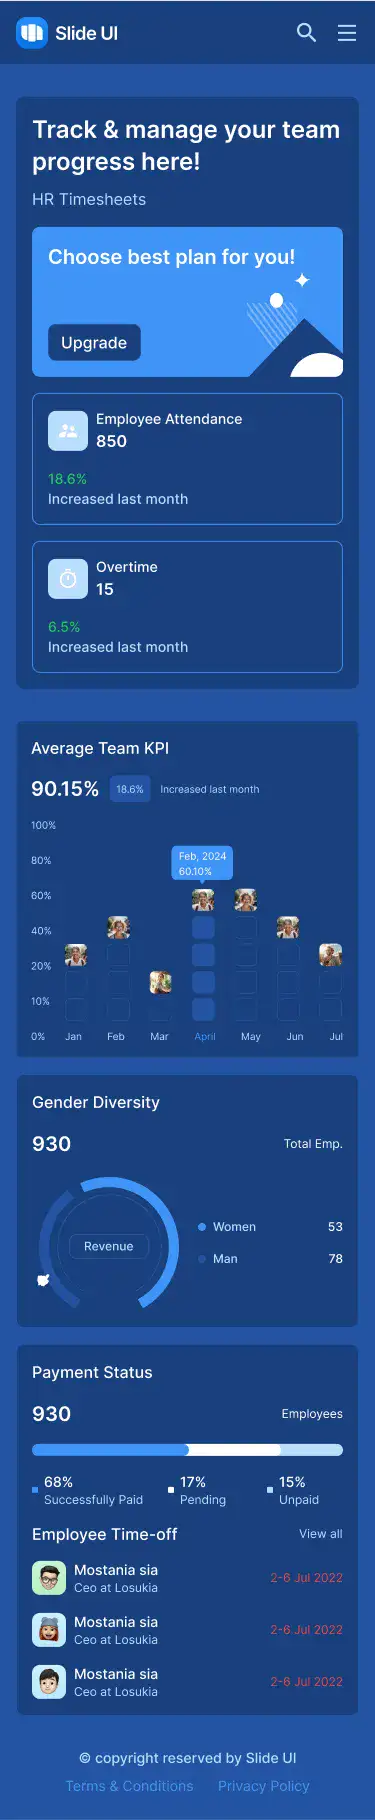 Slide UI
Track & manage your team
progress here!
HR Timesheets
Choose best plan for you!
Upgrade
Employee Attendance
850
18.6%
Increased last month
Overtime
15
6.5%
Increased last month
Average Team KPI
90.15% 18.6% Increased last month
100%
80%
Feb, 2024
60.10%
60%
40%
20%
10%
0% Jan Feb Mar April May Jun Jul
Gender Diversity
930 Total Emp.
Women 53
Revenue
Man 78
Payment Status
930 Employees
68% 17% 15%
Successfully Paid Pending Unpaid
Employee Time-off View all
Mostania sia
Ceo at Losukia
2-6 Jul 2022
Mostania sia
Ceo at Losukia
2-6 Jul 2022
Mostania sia
Ceo at Losukia
2-6 Jul 2022
© copyright reserved by Slide UI
Terms & Conditions Privacy Policy